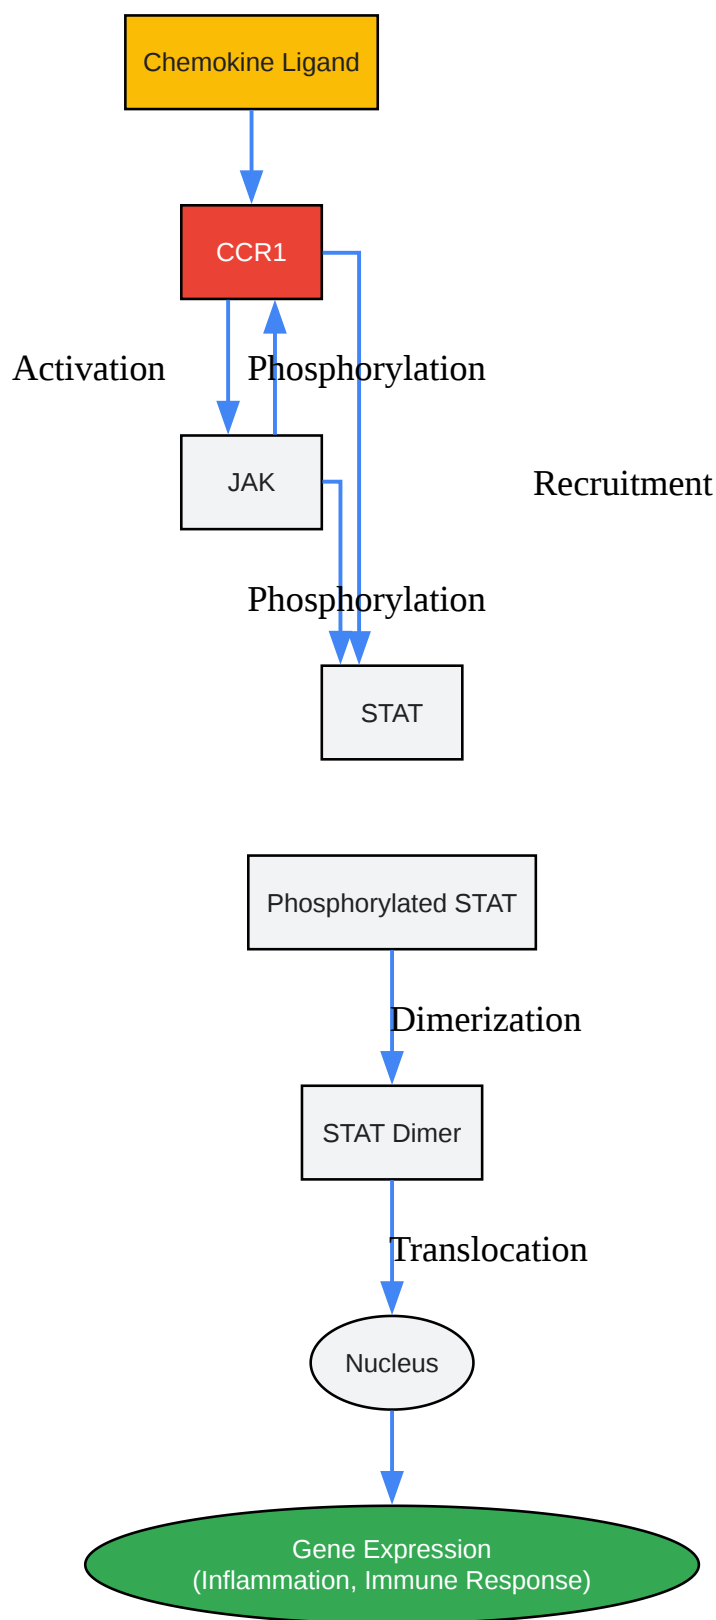 Chemokine Ligand
CCR1
Activation
Phosphorylation
JAK
Recruitment
Phosphorylation
STAT
Phosphorylated STAT
Dimerization
STAT Dimer
Translocation
Nucleus
Gene Expression
(Inflammation, Immune Response)